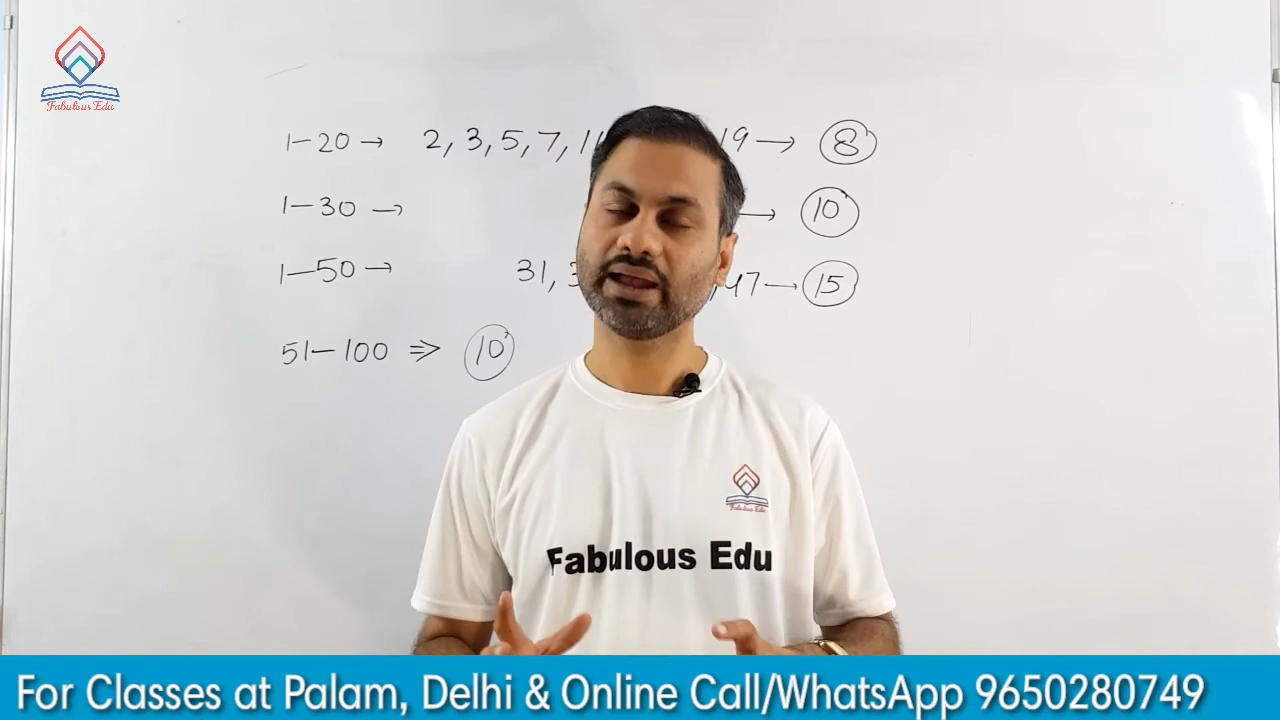 Fabulous Edu
1-20 → 2, 3, 5, 7, 11 19 → 8
1-30 → → 10
1-50 → 31, 3 , 47 → 15
51-100 ⇒ 10
Fabulous Edu
Fabulous Edu
For Classes at Palam, Delhi & Online Call/WhatsApp 9650280749